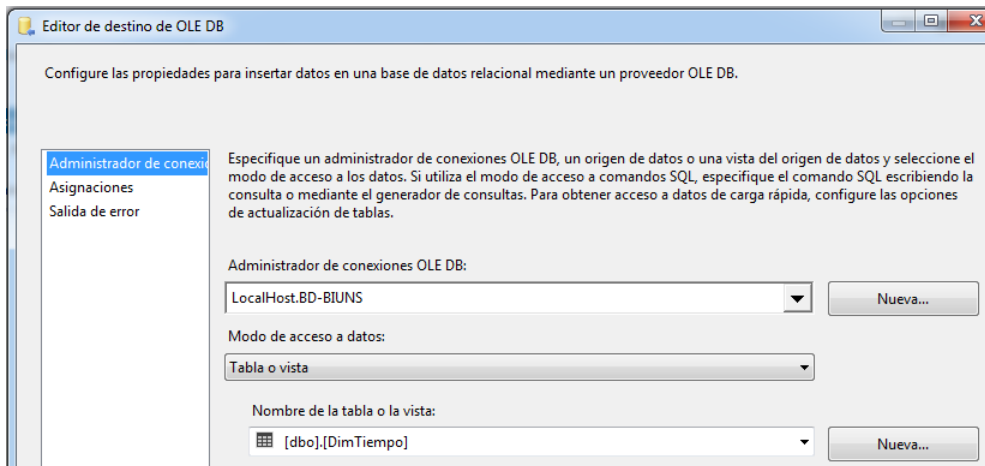 Editor de destino de OLE DB
Configure las propiedades para insertar datos en una base de datos relacional mediante un proveedor OLE DB.
Administrador de conexi
Asignaciones
Salida de error
Especifique un administrador de conexiones OLE DB, un origen de datos o una vista del origen de datos y seleccione el
modo de acceso a los datos. Si utiliza el modo de acceso a comandos SQL, especifique el comando SQL escribiendo la
consulta o mediante el generador de consultas. Para obtener acceso a datos de carga rápida, configure las opciones
de actualización de tablas.
Administrador de conexiones OLE DB:
LocalHost.BD-BIUNS
Nueva...
Modo de acceso a datos:
Tabla o vista
Nombre de la tabla o la vista:
[dbo].[DimTiempo]
Nueva...